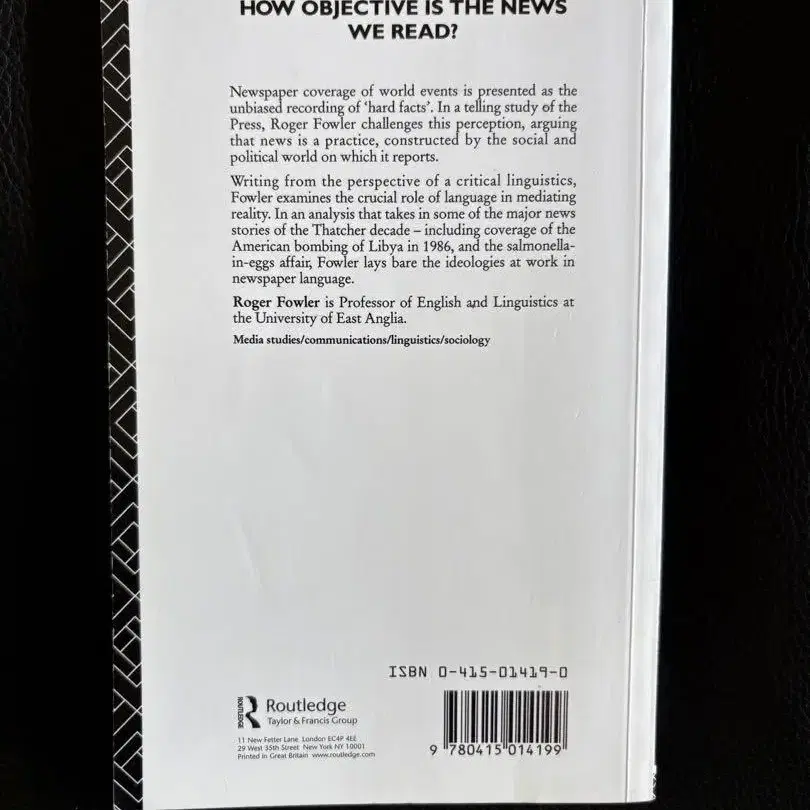 HOW OBJECTIVE IS THE NEWS
WE READ?
Newspaper coverage of world events is presented as the
unbiased recording of ‘hard facts’. In a telling study of the
Press, Roger Fowler challenges this perception, arguing
that news is a practice, constructed by the social and
political world on which it reports.
Writing from the perspective of a critical linguistics,
Fowler examines the crucial role of language in mediating
reality. In an analysis that takes in some of the major news
stories of the Thatcher decade – including coverage of the
American bombing of Libya in 1986, and the salmonella-
in-eggs affair, Fowler lays bare the ideologies at work in
newspaper language.
Roger Fowler is Professor of English and Linguistics at
the University of East Anglia.
Media studies/communications/linguistics/sociology
ISBN 0-415-01419-0
ROUTLEDGE
Routledge
Taylor & Francis Group
11 New Fetter Lane London EC4P 4EE
29 West 35th Street New York NY 10001
Printed in Great Britain www.routledge.com
9 780415 014199